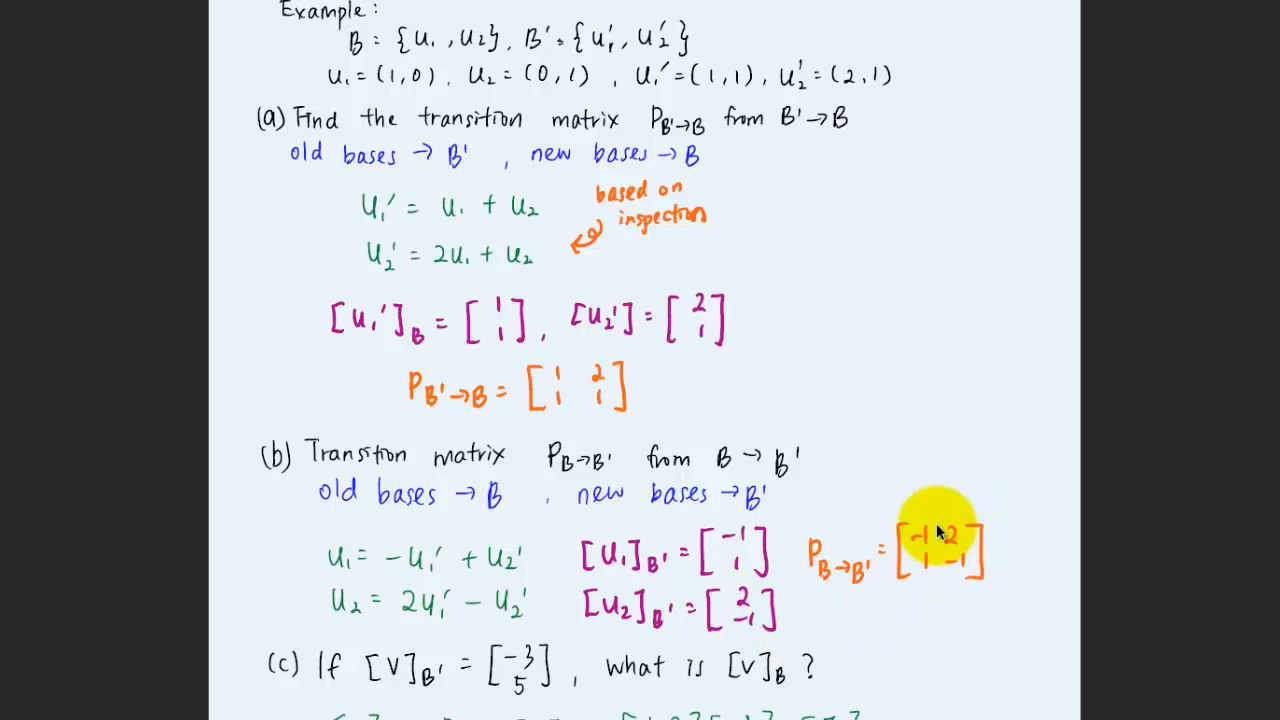 Example:
B = {u₁, u₂}, B' = {u₁', u₂'}
u₁ = (1,0), u₂ = (0,1), u₁' = (1,1), u₂' = (2,1)
(a) Find the transition matrix P_B'→B from B'→B
old bases → B', new bases → B
u₁' = u₁ + u₂
based on
inspection
u₂' = 2u₁ + u₂
[u₁']_B = [1 1], [u₂'] = [2 1]
P_B'→B = [1 2
1 1]
(b) Transition matrix P_B→B' from B → B'
old bases → B, new bases → B'
u₁ = -u₁' + u₂' [u₁]_B' = [-1 1] P_B→B' = [-1 2
1 -1]
u₂ = 2u₁' - u₂' [u₂]_B' = [2 -1]
(c) If [v]_B' = [-3 5], what is [v]_B ?